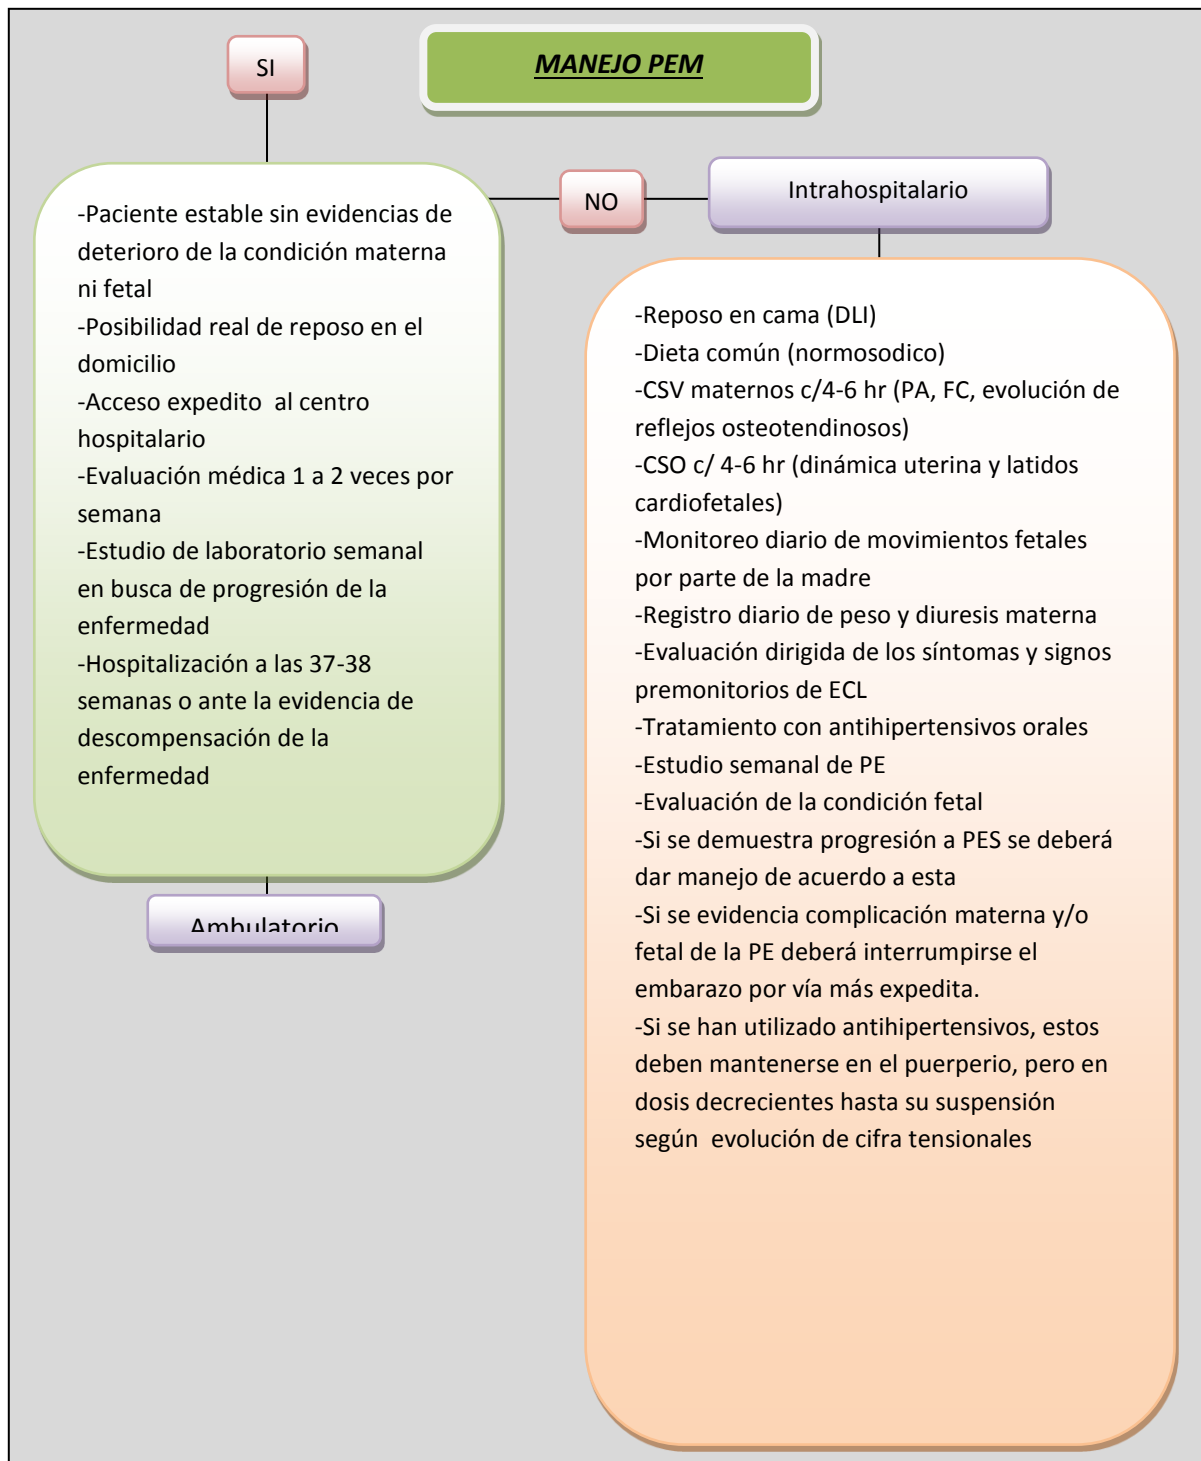 SI
MANEJO PEM
-Paciente estable sin evidencias de
deterioro de la condición materna
ni fetal
-Posibilidad real de reposo en el
domicilio
-Acceso expedito al centro
hospitalario
-Evaluación médica 1 a 2 veces por
semana
-Estudio de laboratorio semanal
en busca de progresión de la
enfermedad
-Hospitalización a las 37-38
semanas o ante la evidencia de
descompensación de la
enfermedad
Ambulatorio
NO
Intrahospitalario
-Reposo en cama (DLI)
-Dieta común (normosodico)
-CSV maternos c/4-6 hr (PA, FC, evolución de
reflejos osteotendinosos)
-CSO c/ 4-6 hr (dinámica uterina y latidos
cardiofetales)
-Monitoreo diario de movimientos fetales
por parte de la madre
-Registro diario de peso y diuresis materna
-Evaluación dirigida de los síntomas y signos
premonitorios de ECL
-Tratamiento con antihipertensivos orales
-Estudio semanal de PE
-Evaluación de la condición fetal
-Si se demuestra progresión a PES se deberá
dar manejo de acuerdo a esta
-Si se evidencia complicación materna y/o
fetal de la PE deberá interrumpirse el
embarazo por vía más expedita.
-Si se han utilizado antihipertensivos, estos
deben mantenerse en el puerperio, pero en
dosis decrecientes hasta su suspensión
según evolución de cifra tensionales